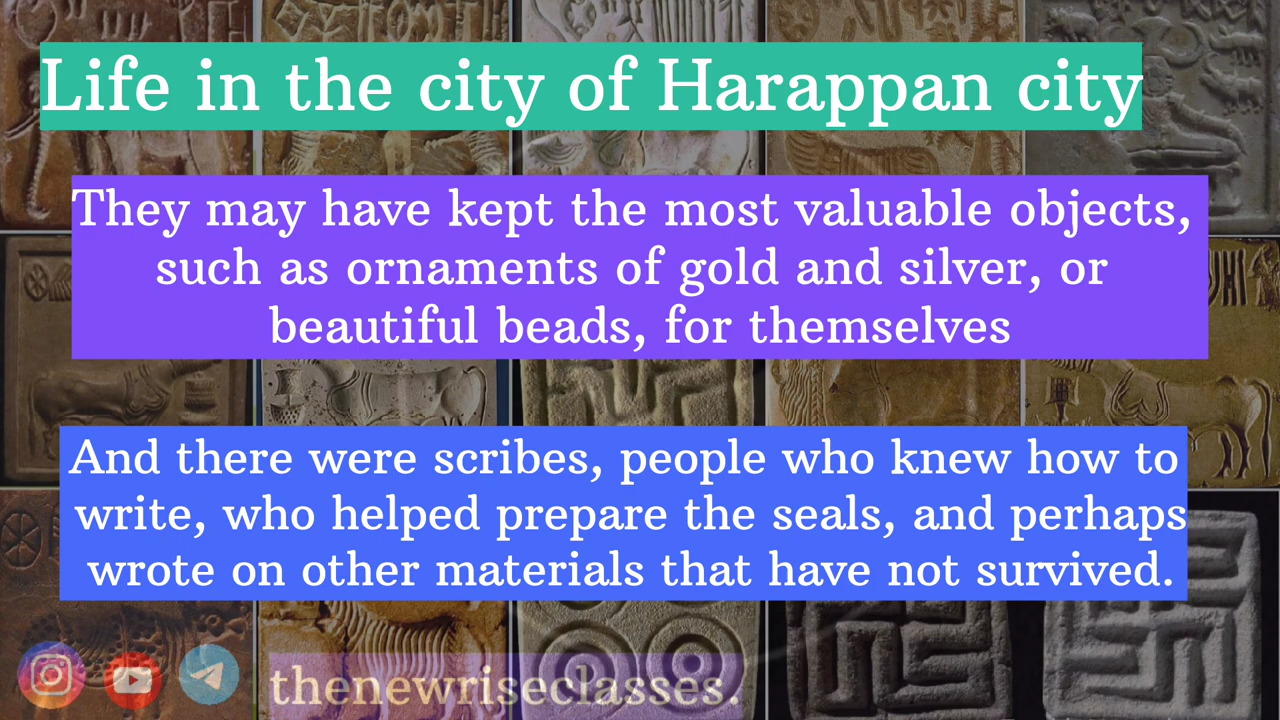 Life in the city of Harappan city
They may have kept the most valuable objects,
such as ornaments of gold and silver, or
beautiful beads, for themselves
And there were scribes, people who knew how to
write, who helped prepare the seals, and perhaps
wrote on other materials that have not survived.
thenewriseclasses.